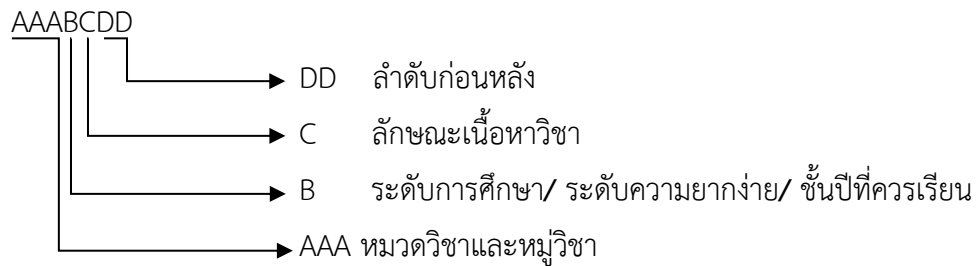 AAABCDD
DD ลำดับก่อนหลัง
C ลักษณะเนื้อหาวิชา
B ระดับการศึกษา/ ระดับความยากง่าย/ ชั้นปีที่ควรเรียน
AAA หมวดวิชาและหมู่วิชา